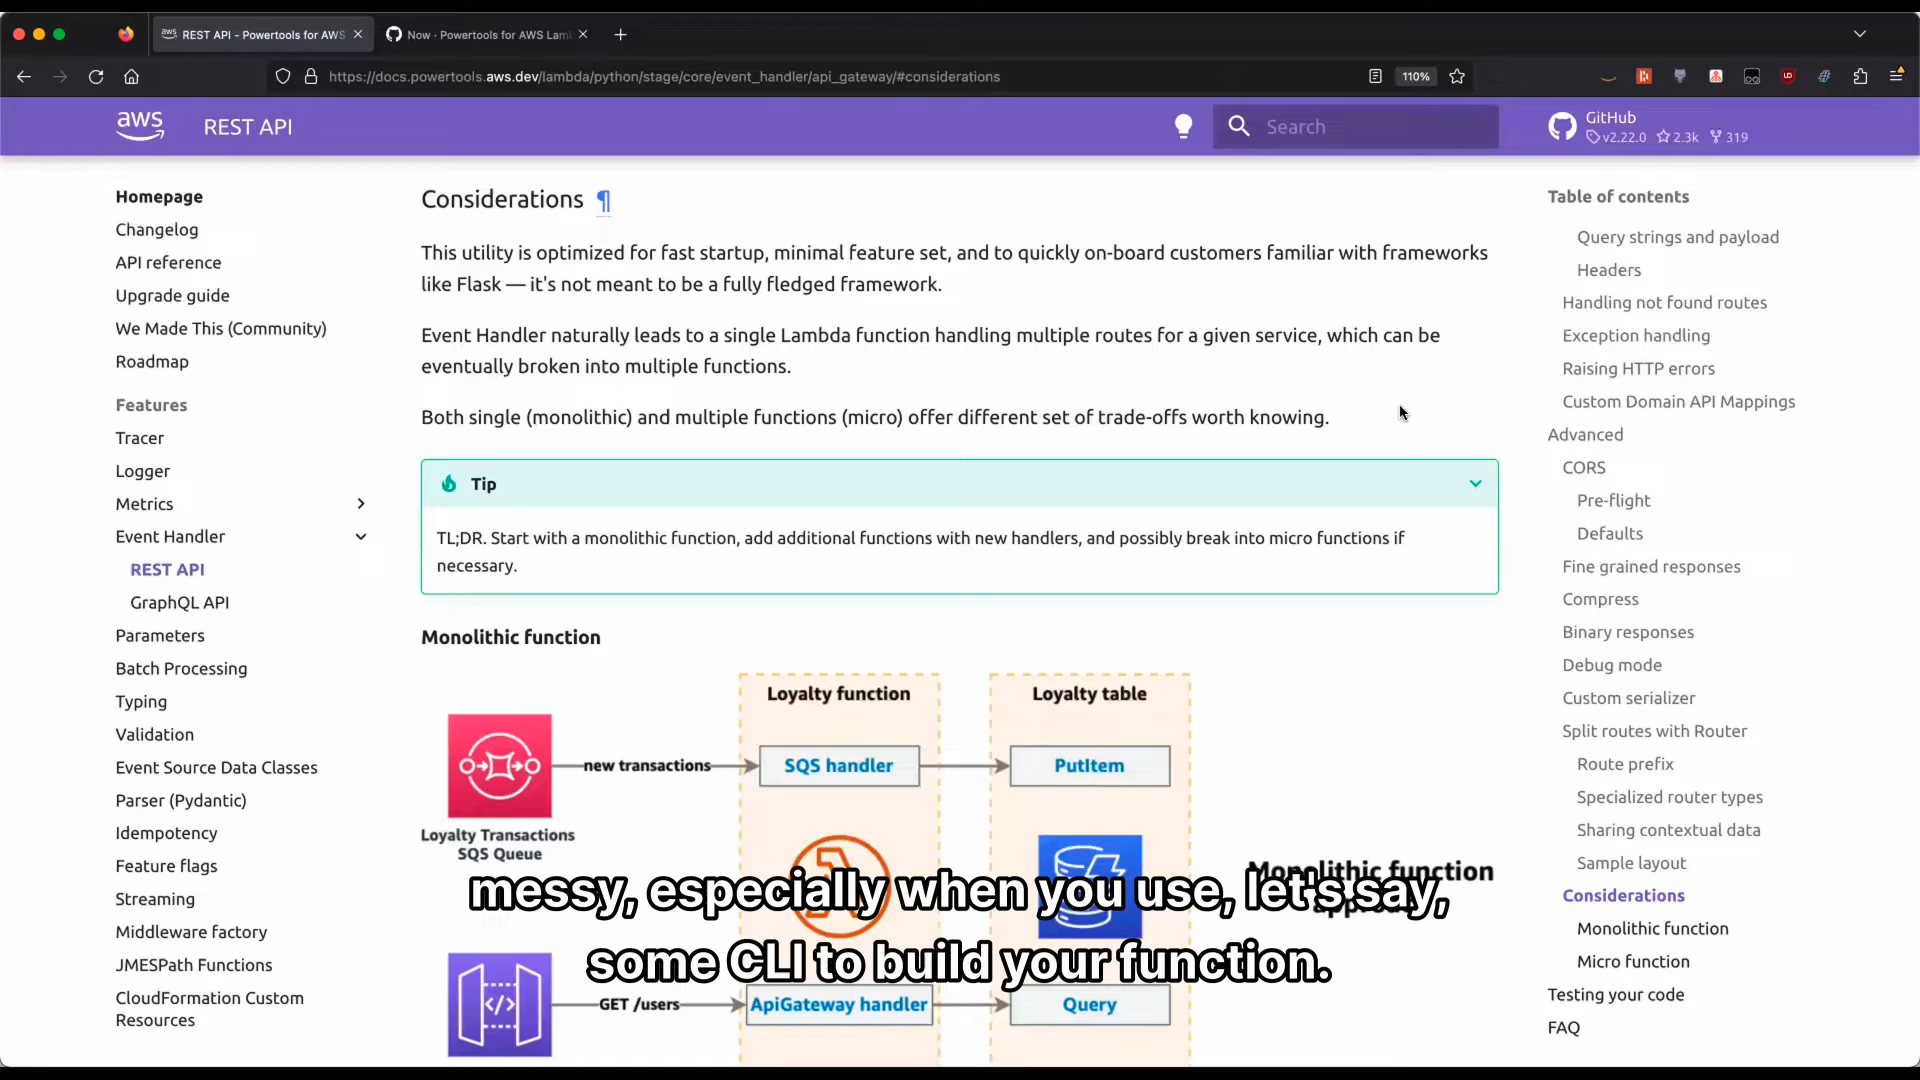 aws REST API - Powertools for AWS
Now · Powertools for AWS Lam
https://docs.powertools.aws.dev/lambda/python/stage/core/event_handler/api_gateway/#considerations
110%
aws
REST API
Search
GitHub
v2.22.0 2.3k 319
Homepage
Changelog
API reference
Upgrade guide
We Made This (Community)
Roadmap
Features
Tracer
Logger
Metrics
Event Handler
REST API
GraphQL API
Parameters
Batch Processing
Typing
Validation
Event Source Data Classes
Parser (Pydantic)
Idempotency
Feature flags
Streaming
Middleware factory
JMESPath Functions
CloudFormation Custom
Resources
Considerations ¶
This utility is optimized for fast startup, minimal feature set, and to quickly on-board customers familiar with frameworks
like Flask — it's not meant to be a fully fledged framework.
Event Handler naturally leads to a single Lambda function handling multiple routes for a given service, which can be
eventually broken into multiple functions.
Both single (monolithic) and multiple functions (micro) offer different set of trade-offs worth knowing.
Tip
TL;DR. Start with a monolithic function, add additional functions with new handlers, and possibly break into micro functions if
necessary.
Monolithic function
Loyalty function
Loyalty table
new transactions
SQS handler
PutItem
Loyalty Transactions
SQS Queue
Monolithic function
messy, especially when you use, let's say,
some CLI to build your function.
GET /users
ApiGateway handler
Query
Table of contents
Query strings and payload
Headers
Handling not found routes
Exception handling
Raising HTTP errors
Custom Domain API Mappings
Advanced
CORS
Pre-flight
Defaults
Fine grained responses
Compress
Binary responses
Debug mode
Custom serializer
Split routes with Router
Route prefix
Specialized router types
Sharing contextual data
Sample layout
Considerations
Monolithic function
Micro function
Testing your code
FAQ